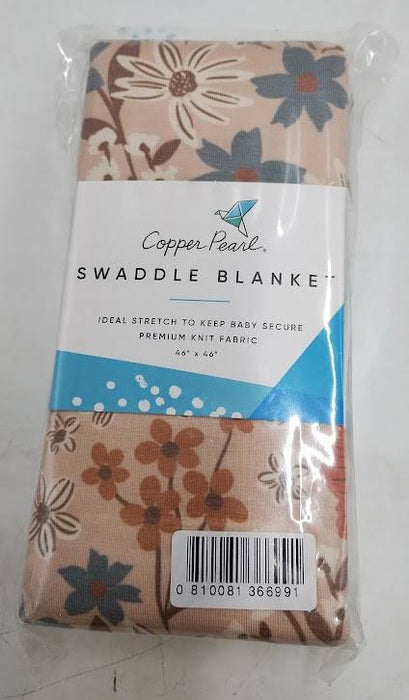 Copper Pearl®
SWADDLE BLANKET
IDEAL STRETCH TO KEEP BABY SECURE
PREMIUM KNIT FABRIC
46" x 46"
0 810081 366991